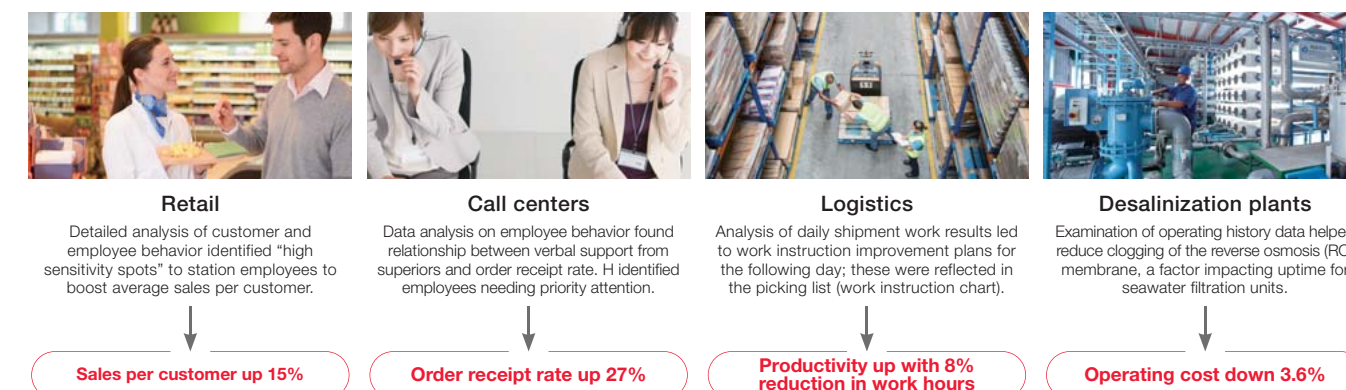 Retail
Detailed analysis of customer and
employee behavior identified “high
sensitivity spots” to station employees to
boost average sales per customer.
Sales per customer up 15%
Call centers
Data analysis on employee behavior found
relationship between verbal support from
superiors and order receipt rate. H identified
employees needing priority attention.
Order receipt rate up 27%
Logistics
Analysis of daily shipment work results led
to work instruction improvement plans for
the following day; these were reflected in
the picking list (work instruction chart).
Productivity up with 8%
reduction in work hours
Desalinization plants
Examination of operating history data helpe
reduce clogging of the reverse osmosis (RO
membrane, a factor impacting uptime for
seawater filtration units.
Operating cost down 3.6%